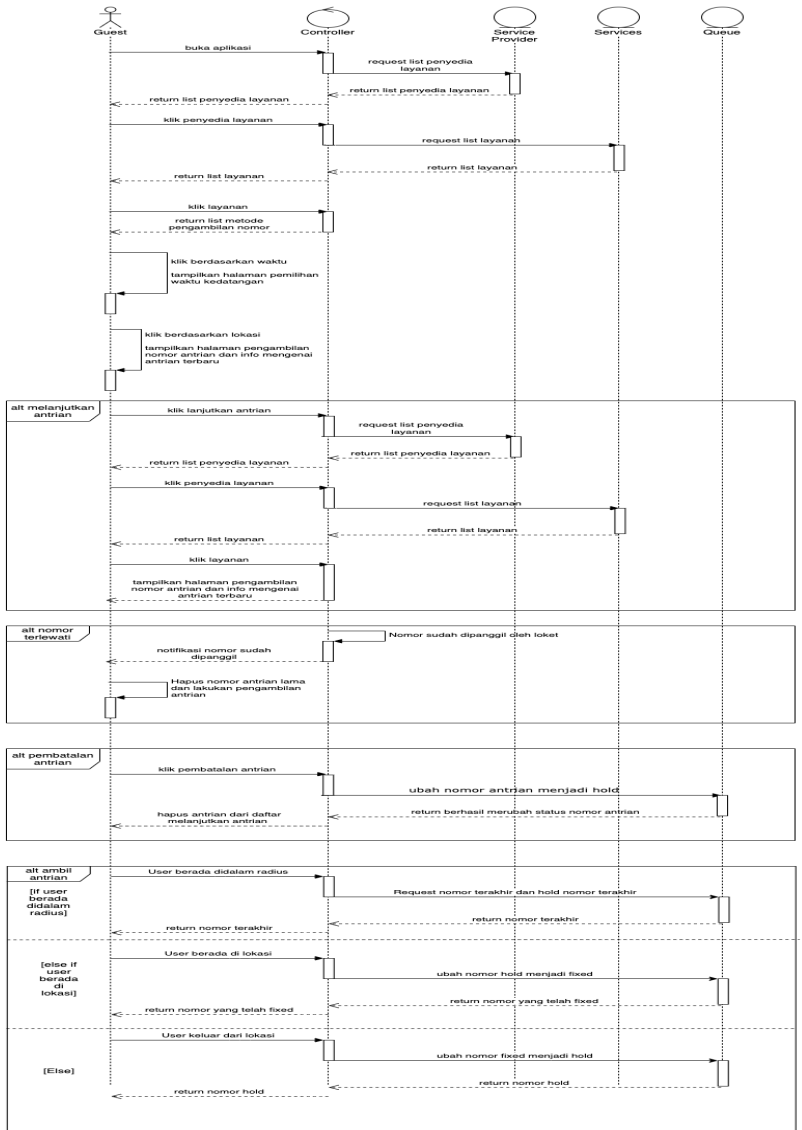 Guest
Controller
Service
Provider
Services
Queue
buka aplikasi
request list penyedia
layanan
return list penyedia layanan
return list penyedia layanan
klik penyedia layanan
request list layanan
return list layanan
return list layanan
klik layanan
return list metode
pengambilan nomor
klik berdasarkan waktu
tampilkan halaman pemilihan
waktu kedatangan
klik berdasarkan lokasi
tampilkan halaman pengambilan
nomor antrian dan info mengenai
antrian terbaru
alt melanjutkan
antrian
klik lanjutkan antrian
request list penyedia
layanan
return list penyedia layanan
return list penyedia layanan
klik penyedia layanan
request list layanan
return list layanan
return list layanan
klik layanan
tampilkan halaman pengambilan
nomor antrian dan info mengenai
antrian terbaru
alt nomor
terlewati
Nomor sudah dipanggil oleh loket
notifikasi nomor sudah
dipanggil
Hapus nomor antrian lama
dan lakukan pengambilan
antrian
alt pembatalan
antrian
klik pembatalan antrian
ubah nomor antrian menjadi hold
return berhasil merubah status nomor antrian
hapus antrian dari daftar
melanjutkan antrian
alt ambil
antrian
[if user
berada
didalam
radius]
User berada didalam radius
Request nomor terakhir dan hold nomor terakhir
return nomor terakhir
return nomor terakhir
[else if
user
berada
di
lokasi]
User berada di lokasi
ubah nomor hold menjadi fixed
return nomor yang telah fixed
return nomor yang telah fixed
[Else]
User keluar dari lokasi
ubah nomor fixed menjadi hold
return nomor hold
return nomor hold